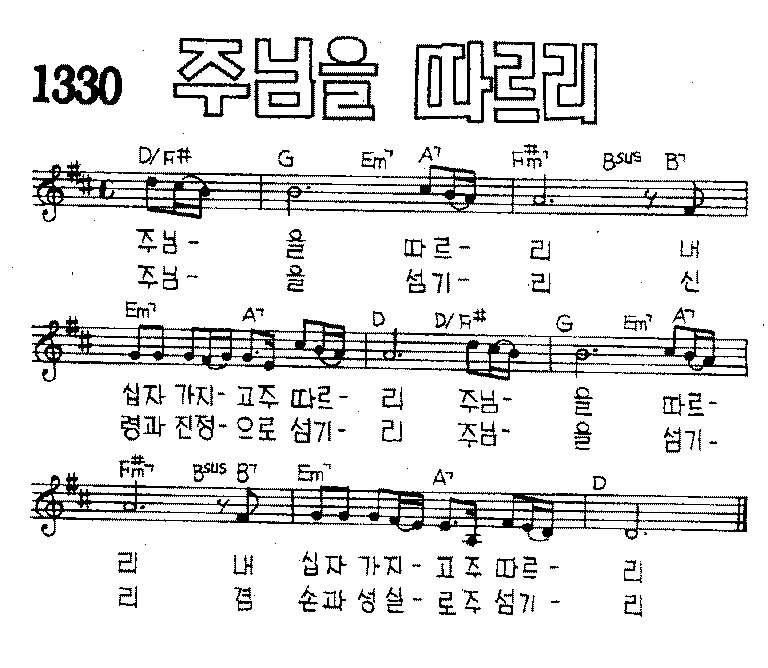 1330 주님을 따르리
D/F# G Em7 A7 F#m7 Bsus B7
주님- 을 따르- 리 내
주님- 을 섬기- 리 신
Em7 A7 D D/F# G Em7 A7
십자 가지- 고주 따르- 리 주님- 을 따르-
령과 진정- 으로 섬기- 리 주님- 을 섬기-
F#m7 Bsus B7 Em7 A7 D
리 내 십자 가지- 고주 따르- 리
리 겸 손과 성실- 로주 섬기- 리